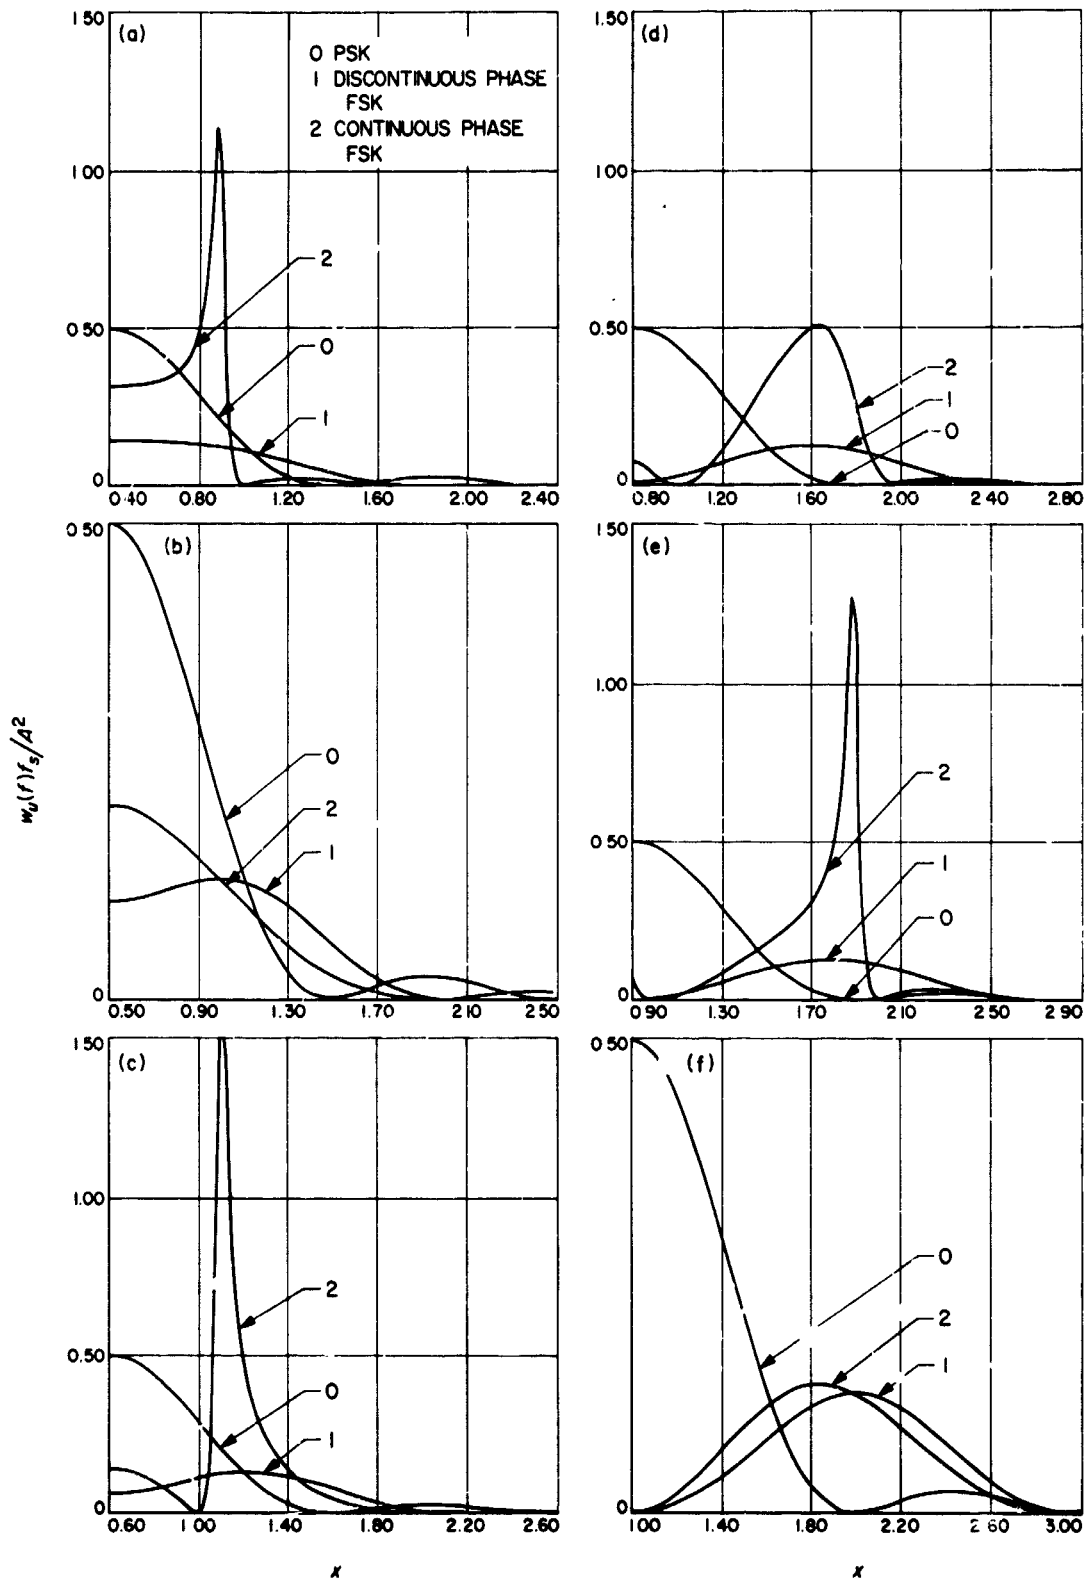 1 50
(a)
0 PSK
1 DISCONTINUOUS PHASE
FSK
2 CONTINUOUS PHASE
FSK
1 00
2
0 50
0
1
0
0.40 0.80 1.20 1.60 2.00 2.40
1.50
(d)
1.00
0 50
2
1
0
0
0.80 1.20 1.60 2.00 2.40 2.80
0.50
(b)
0
2
1
0
0.50 0.90 1.30 1.70 2 10 2 50
1.50
(e)
1.00
2
0 50
1
0
0
0 90 1.30 1.70 2 10 2.50 2 90
1 50
(c)
1.00
2
0.50
0
1
0
0.60 1.00 1.40 1.80 2.20 2.60
0 50
(f)
0
2
1
0
1 00 1.40 1.80 2.20 2 60 3.00
w_u(f)f_s/A²
x x